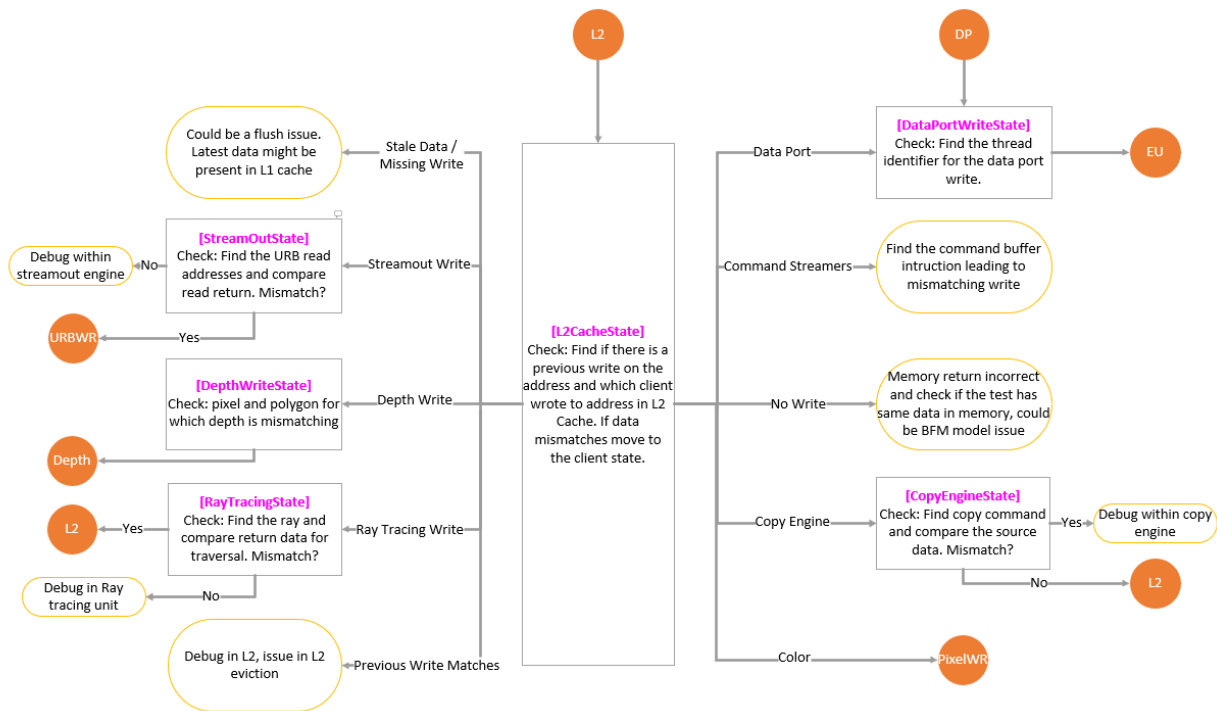 L2
DP
Could be a flush issue.
Latest data might be
present in L1 cache
Stale Data /
Missing Write
[StreamOutState]
Check: Find the URB read
addresses and compare
read return. Mismatch?
Streamout Write
No
Debug within
streamout engine
Yes
URBWR
[DepthWriteState]
Check: pixel and polygon for
which depth is mismatching
Depth Write
Depth
[RayTracingState]
Check: Find the ray and
compare return data for
traversal. Mismatch?
Ray Tracing Write
Yes
L2
No
Debug in Ray
tracing unit
Debug in L2, issue in L2
eviction
Previous Write Matches
[L2CacheState]
Check: Find if there is a
previous write on the
address and which client
wrote to address in L2
Cache. If data
mismatches move to
the client state.
Data Port
[DataPortWriteState]
Check: Find the thread
identifier for the data port
write.
EU
Command Streamers
Find the command buffer
intruction leading to
mismatching write
No Write
Memory return incorrect
and check if the test has
same data in memory, could
be BFM model issue
Copy Engine
[CopyEngineState]
Check: Find copy command
and compare the source
data. Mismatch?
Yes
Debug within copy
engine
No
L2
Color
PixelWR